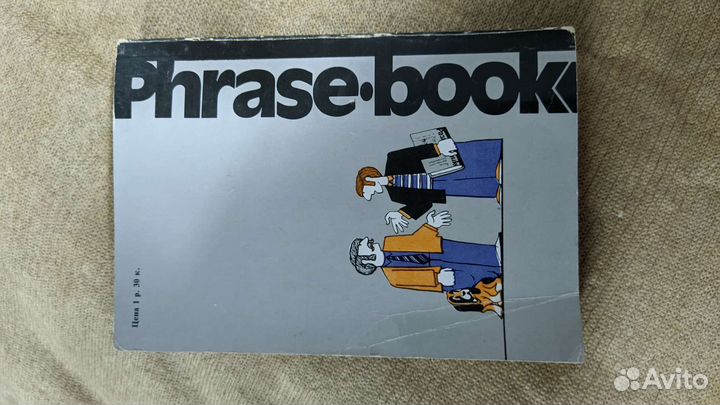 Phrase•book
Цена 1 р. 30 к.
Avito